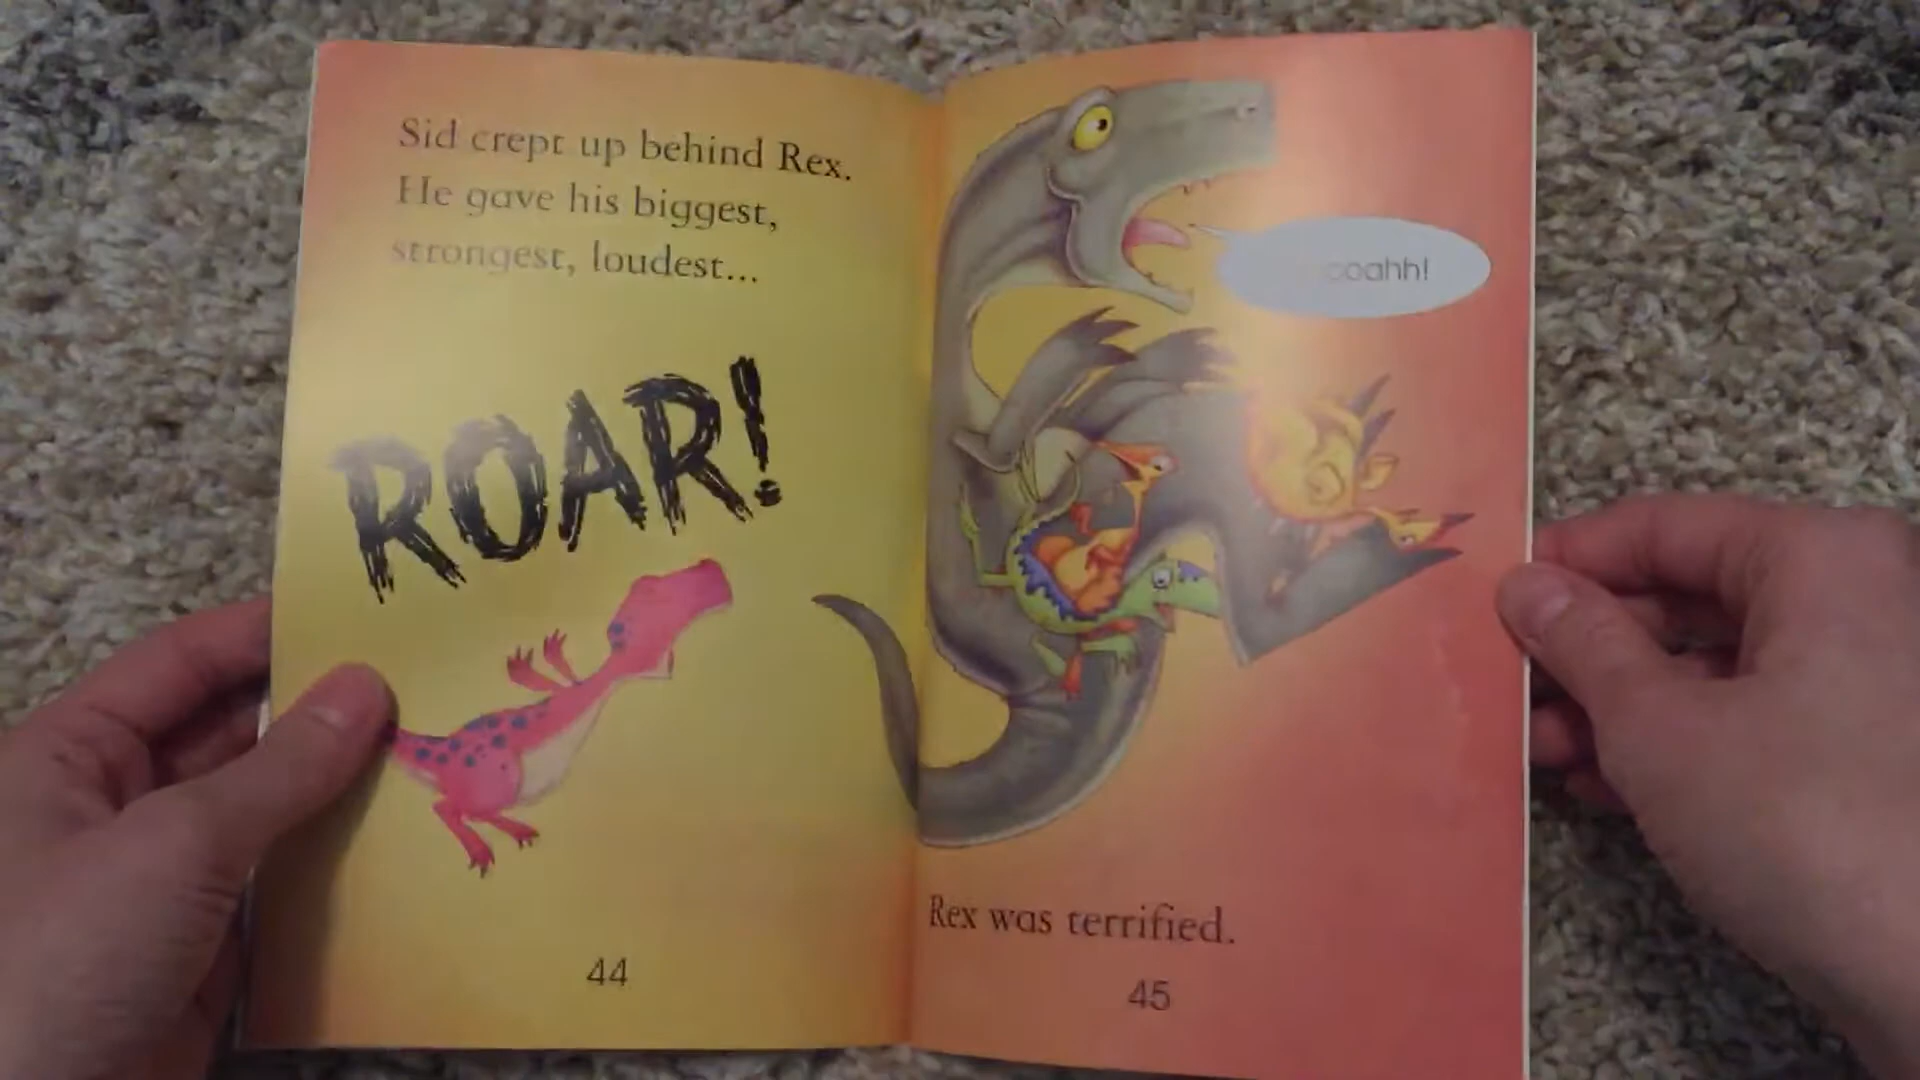 Sid crept up behind Rex.
He gave his biggest,
strongest, loudest...
ROAR!
44
Rex was terrified.
45